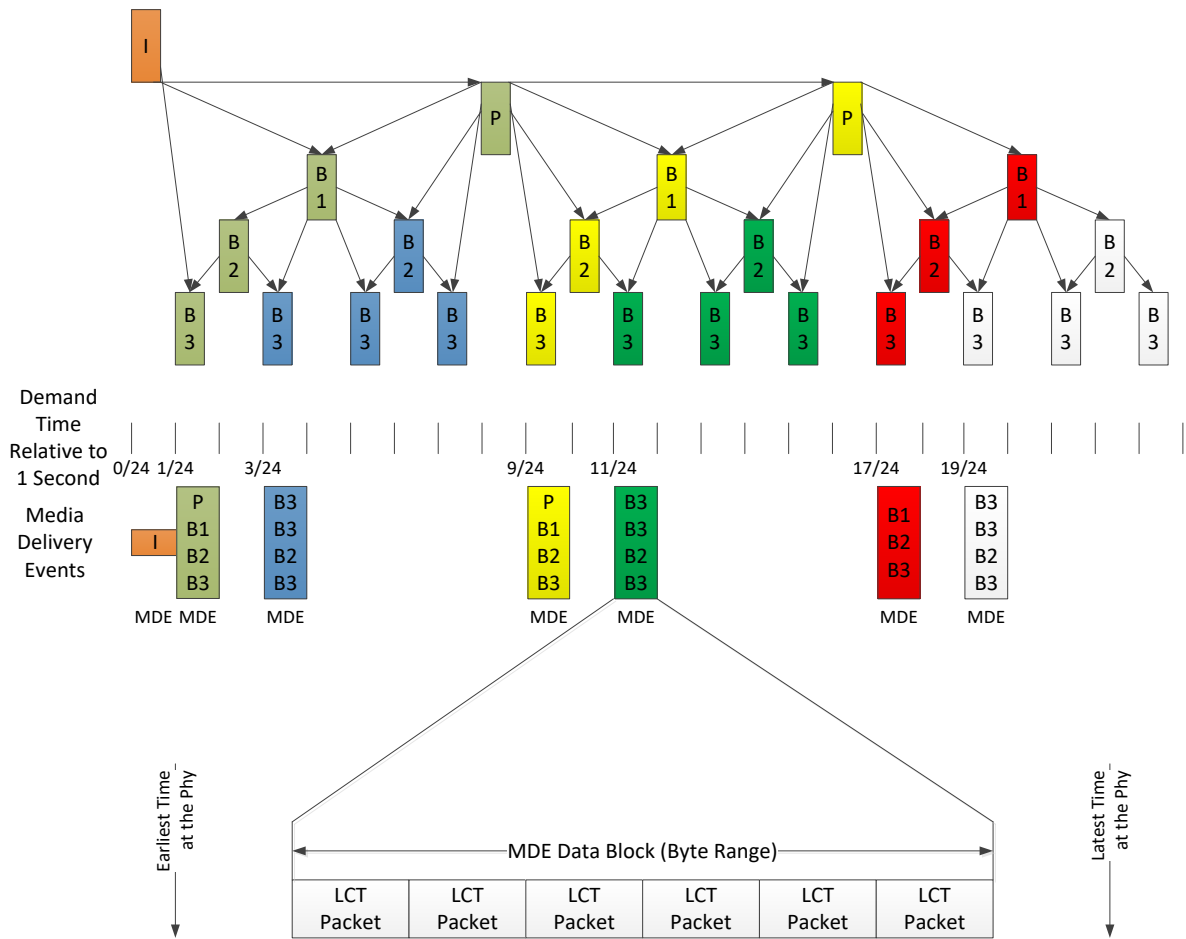 I
P
P
B
1
B
1
B
1
B
2
B
2
B
2
B
2
B
2
B
2
B
3
B
3
B
3
B
3
B
3
B
3
B
3
B
3
B
3
B
3
B
3
B
3
Demand
Time
Relative to
1 Second
0/24 1/24 3/24 9/24 11/24 17/24 19/24
Media
Delivery
Events
I
P
B1
B2
B3
B3
B3
B2
B3
P
B1
B2
B3
B3
B3
B2
B3
B1
B2
B3
B3
B3
B2
B3
MDE MDE MDE MDE MDE MDE MDE
Earliest Time
at the Phy
Latest Time
at the Phy
MDE Data Block (Byte Range)
LCT
Packet
LCT
Packet
LCT
Packet
LCT
Packet
LCT
Packet
LCT
Packet